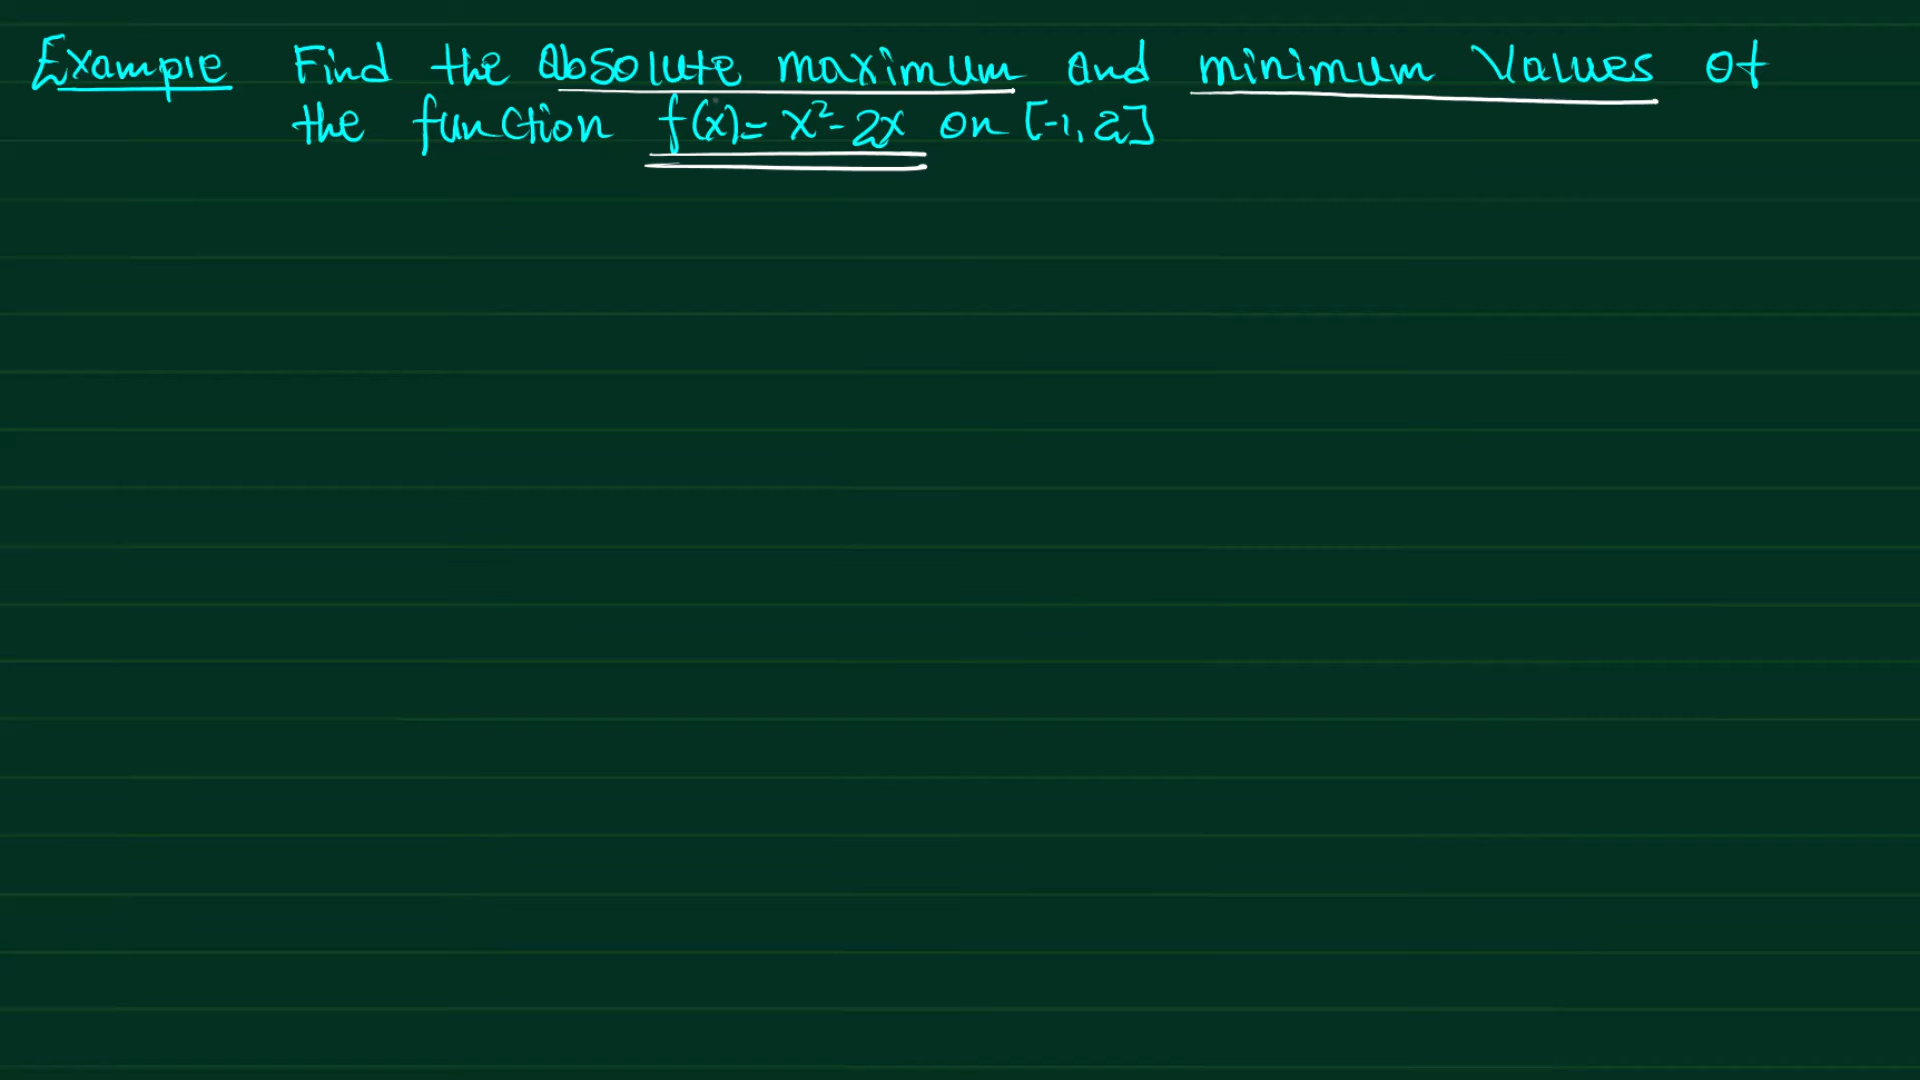 Example Find the absolute maximum and minimum values of
the function f(x)= x²-2x on [-1, 2]